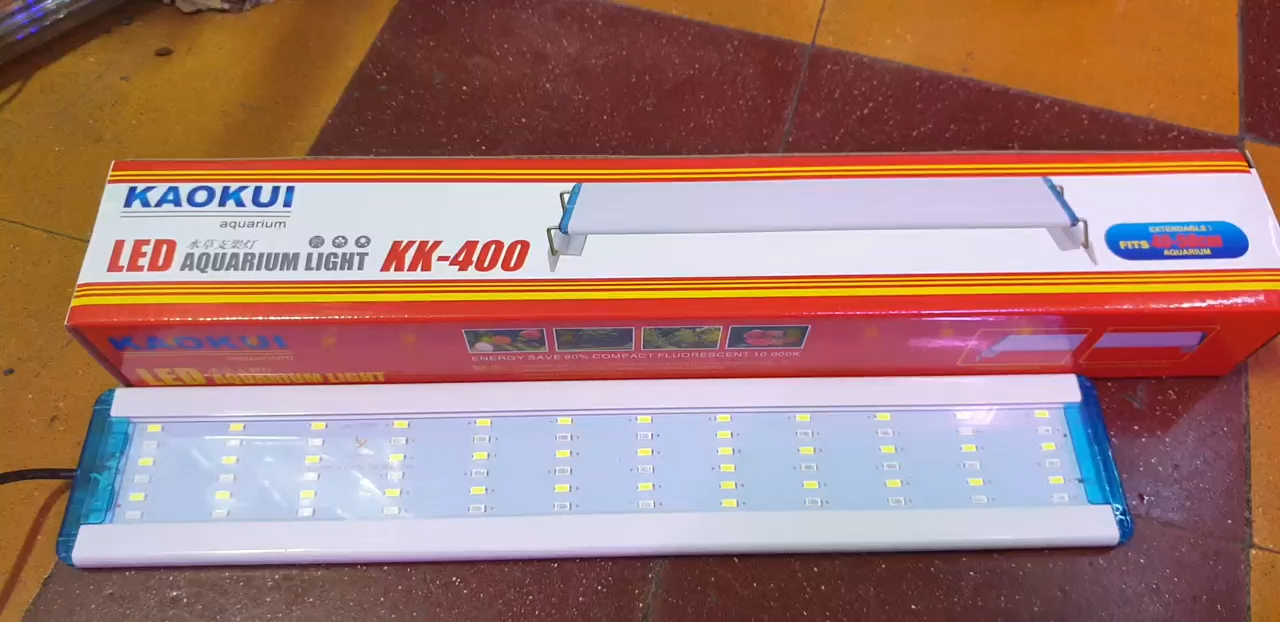 KAOKUI
aquarium
LED 水草支架灯
AQUARIUM LIGHT KK-400
EXTENDABLE
FITS
AQUARIUM
KAOKUI
LED AQUARIUM LIGHT
ENERGY SAVE 80% COMPACT FLUORESCENT 10.000K